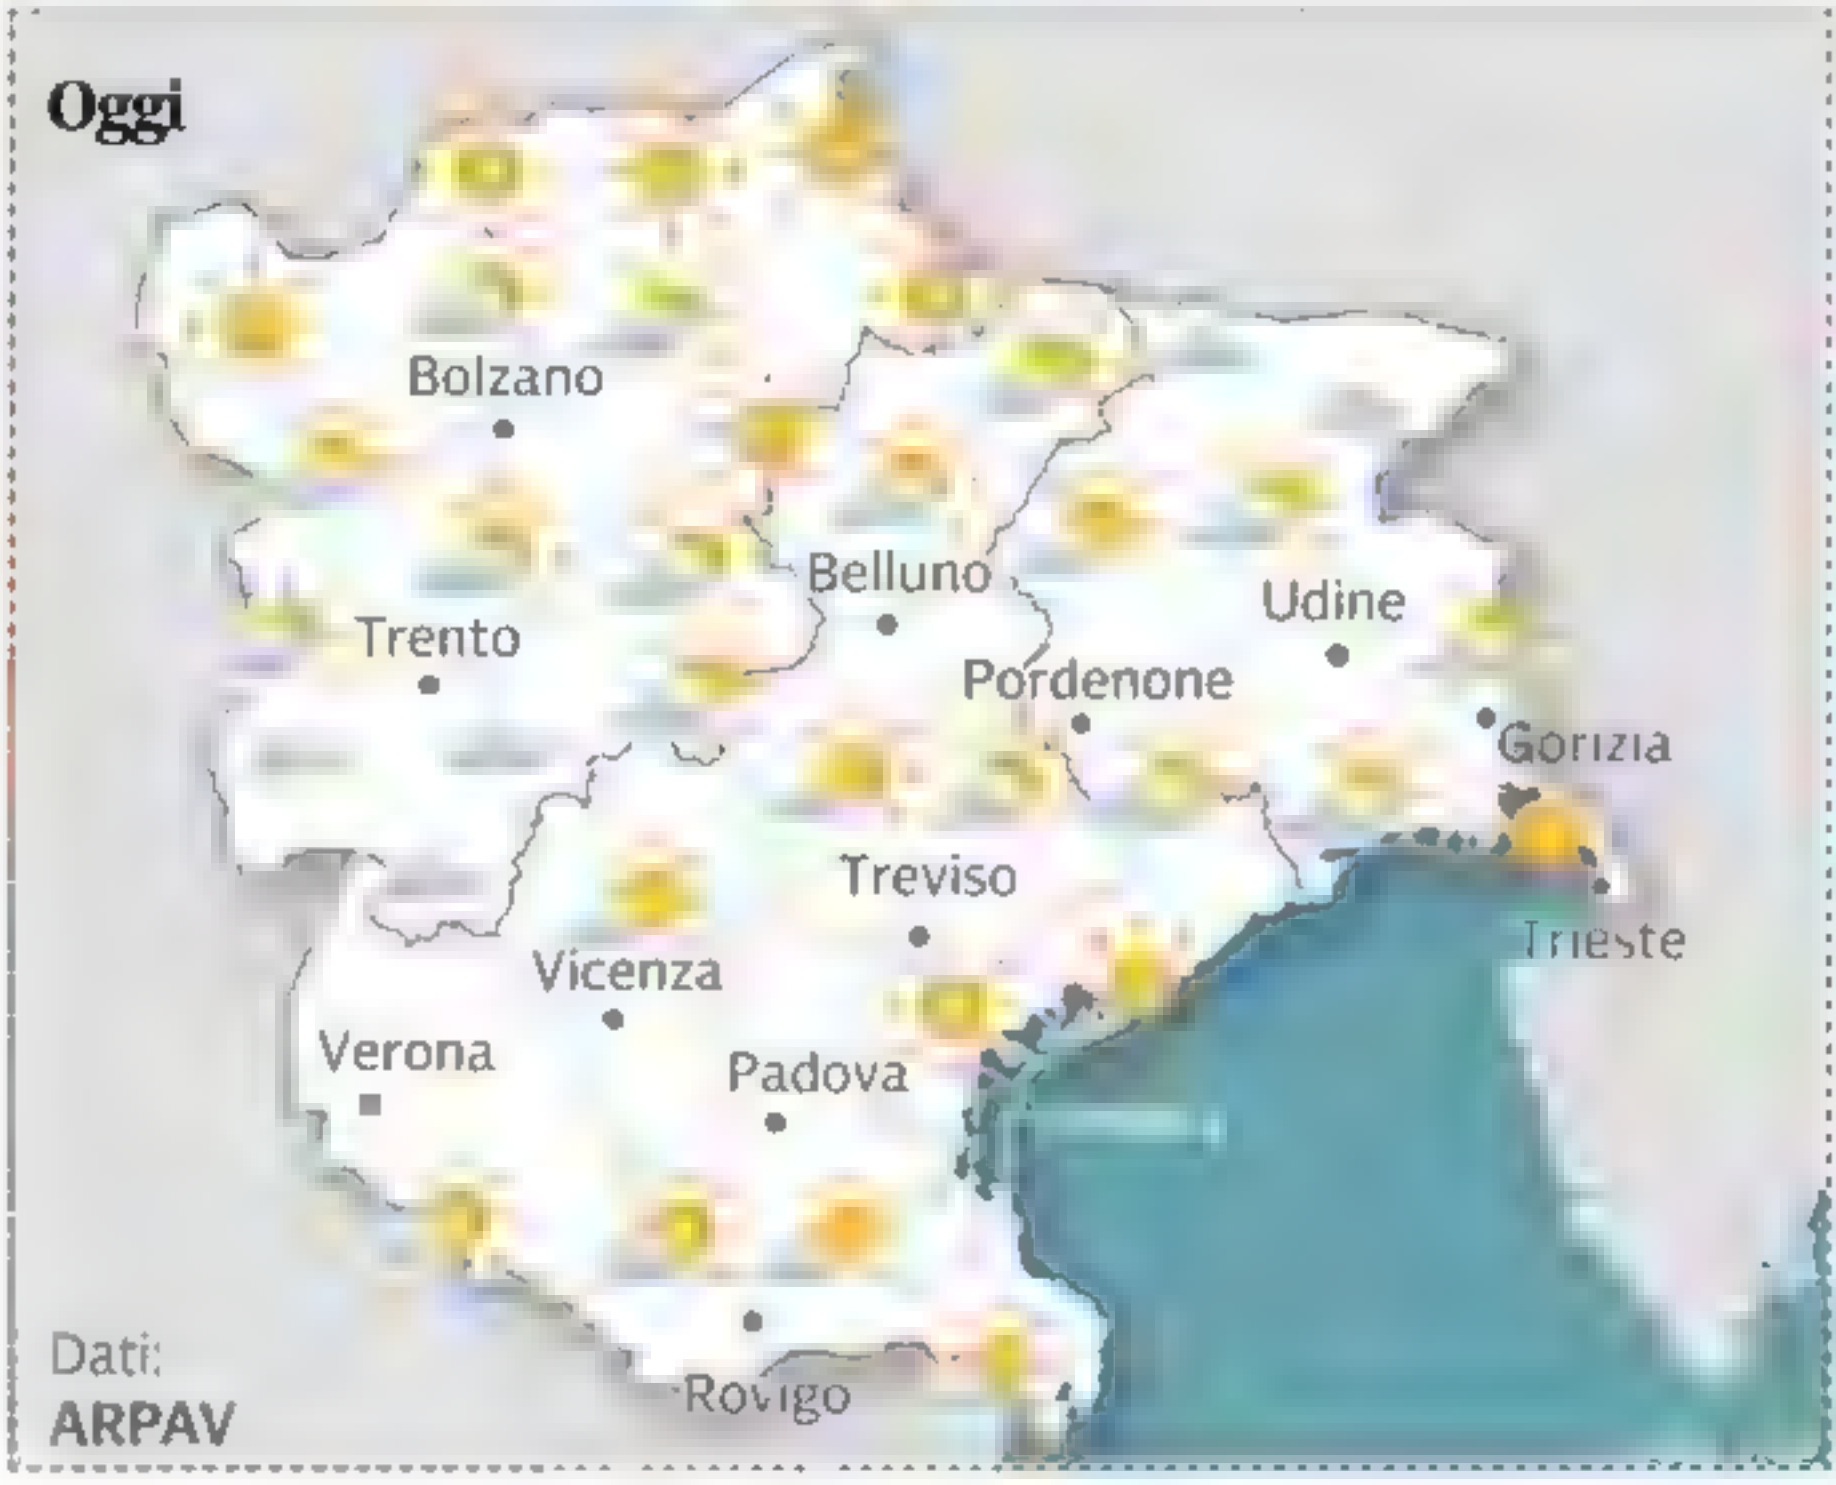 Oggi
Bolzano
Belluno
Udine
Trento
Pordenone
Gorizia
Treviso
Trieste
Vicenza
Verona
Padova
Dati:
ARPAV
Rovigo